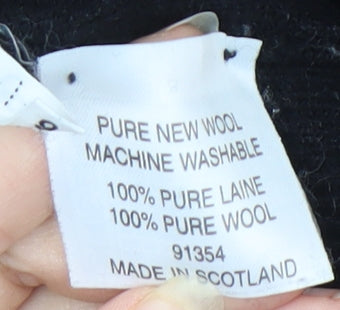 PURE NEW WOOL
MACHINE WASHABLE
100% PURE LAINE
100% PURE WOOL
91354
MADE IN SCOTLAND